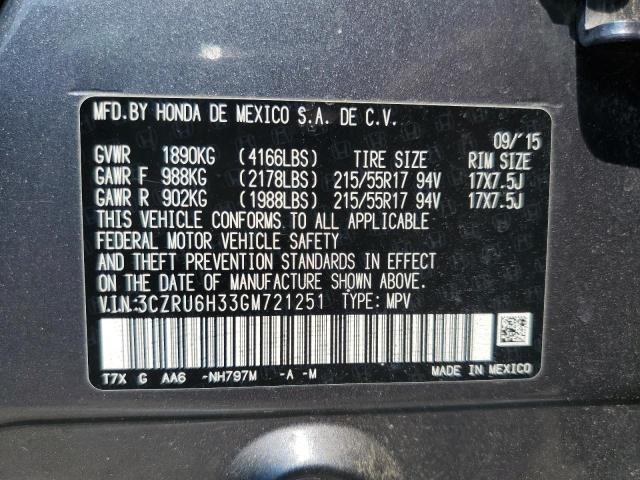 MFD.BY HONDA DE MEXICO S.A. DE C.V.
09/'15
GVWR 1890KG (4166LBS) TIRE SIZE RIM SIZE
GAWR F 988KG (2178LBS) 215/55R17 94V 17X7.5J
GAWR R 902KG (1988LBS) 215/55R17 94V 17X7.5J
THIS VEHICLE CONFORMS TO ALL APPLICABLE
FEDERAL MOTOR VEHICLE SAFETY
AND THEFT PREVENTION STANDARDS IN EFFECT
ON THE DATE OF MANUFACTURE SHOWN ABOVE.
V.I.N:3CZRU6H33GM721251 TYPE: MPV
T7X G AA6 -NH797M -A -M
MADE IN MEXICO